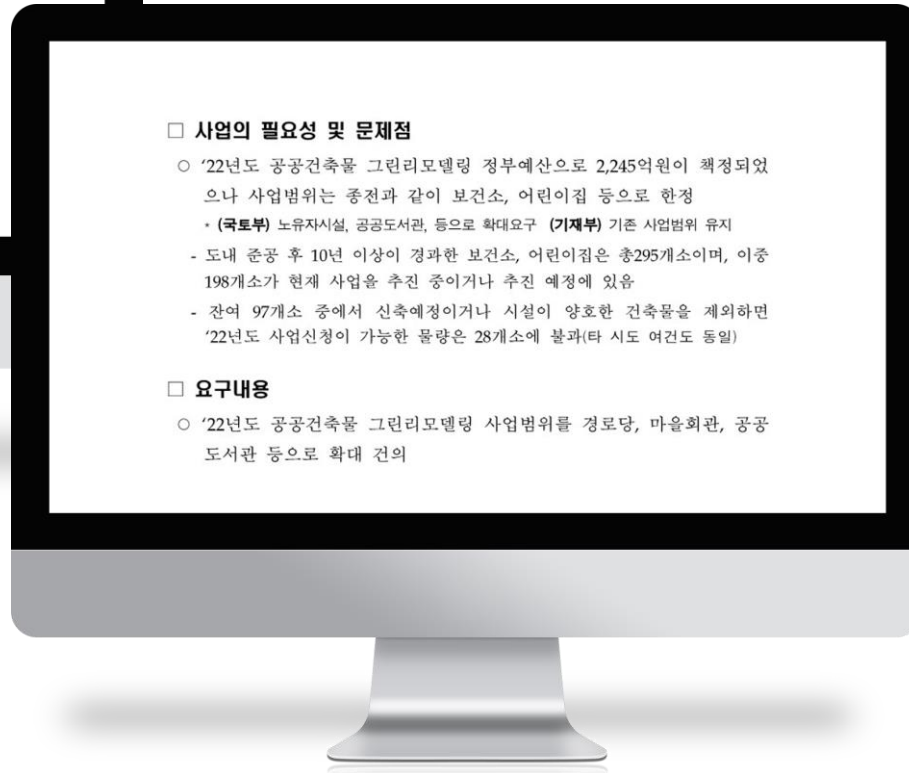 □ 사업의 필요성 및 문제점
○ ‘22년도 공공건축물 그린리모델링 정부예산으로 2,245억원이 책정되었
으나 사업범위는 종전과 같이 보건소, 어린이집 등으로 한정
* (국토부) 노유자시설, 공공도서관, 등으로 확대요구 (기재부) 기존 사업범위 유지
- 도내 준공 후 10년 이상이 경과한 보건소, 어린이집은 총295개소이며, 이중
198개소가 현재 사업을 추진 중이거나 추진 예정에 있음
- 잔여 97개소 중에서 신축예정이거나 시설이 양호한 건축물을 제외하면
‘22년도 사업신청이 가능한 물량은 28개소에 불과(타 시도 여건도 동일)
□ 요구내용
○ ‘22년도 공공건축물 그린리모델링 사업범위를 경로당, 마을회관, 공공
도서관 등으로 확대 건의